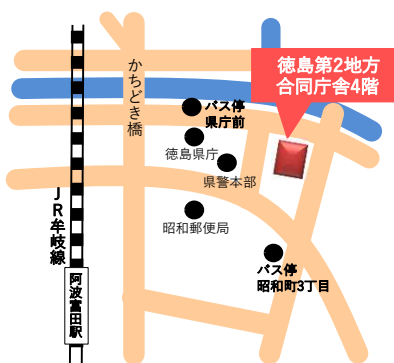 徳島第2地方
合同庁舎4階
かちどき橋
バス停
県庁前
徳島県庁
県警本部
昭和郵便局
JR牟岐線
阿波富田駅
バス停
昭和町3丁目